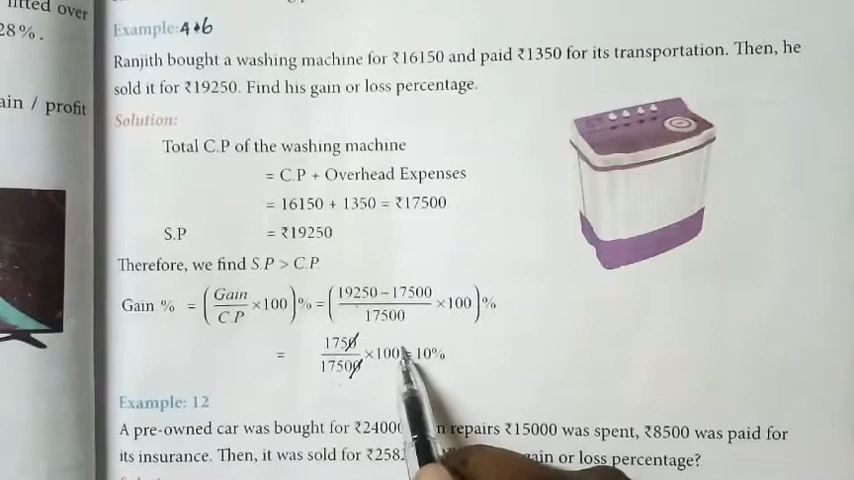 itted over
28%.
ain / profit
Example: 4.6
Ranjith bought a washing machine for ₹16150 and paid ₹1350 for its transportation. Then, he
sold it for ₹19250. Find his gain or loss percentage.
Solution:
Total C.P of the washing machine
= C.P + Overhead Expenses
= 16150 + 1350 = ₹17500
S.P = ₹19250
Therefore, we find S.P > C.P
Gain % = (Gain/C.P ×100)% = (19250−17500/17500 ×100)%
= 1750/17500 ×100 = 10%
Example: 12
A pre-owned car was bought for ₹24000 n repairs ₹15000 was spent, ₹8500 was paid for
its insurance. Then, it was sold for ₹258 gain or loss percentage?